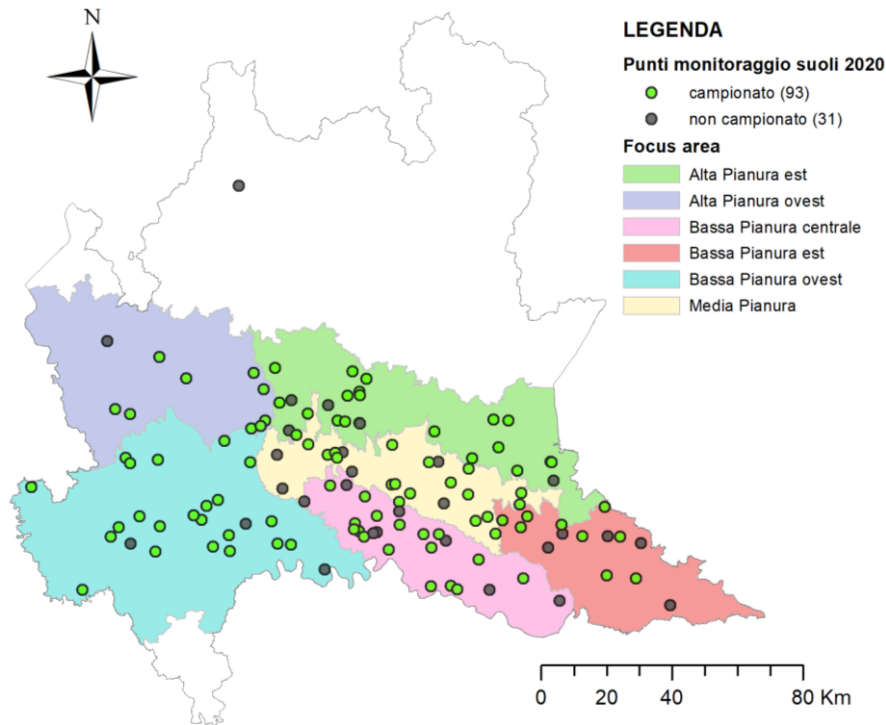 N
LEGENDA
Punti monitoraggio suoli 2020
campionato (93)
non campionato (31)
Focus area
Alta Pianura est
Alta Pianura ovest
Bassa Pianura centrale
Bassa Pianura est
Bassa Pianura ovest
Media Pianura
0 20 40 80 Km